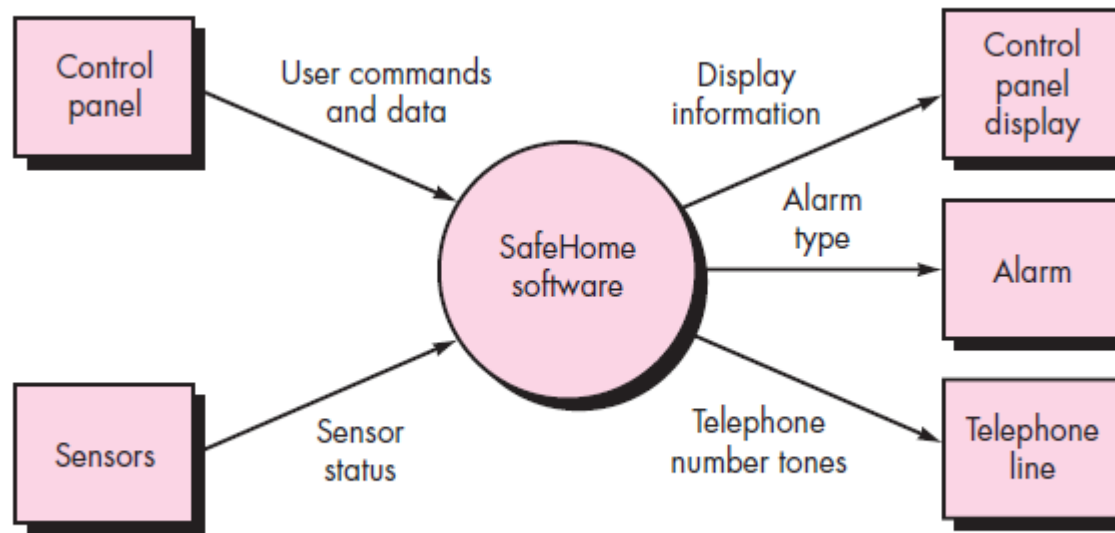 Control
panel
User commands
and data
Display
information
Control
panel
display
SafeHome
software
Alarm
type
Alarm
Sensors
Sensor
status
Telephone
number tones
Telephone
line